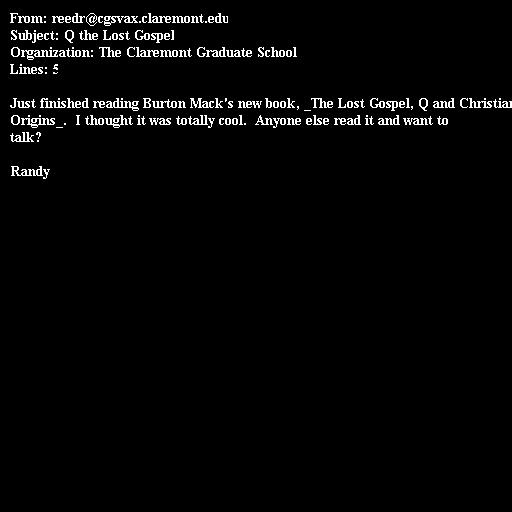 From: reedr@cgsvax.claremont.edu
Subject: Q the Lost Gospel
Organization: The Claremont Graduate School
Lines: 5

Just finished reading Burton Mack's new book, _The Lost Gospel, Q and Christian
Origins_.  I thought it was totally cool.  Anyone else read it and want to
talk?

Randy